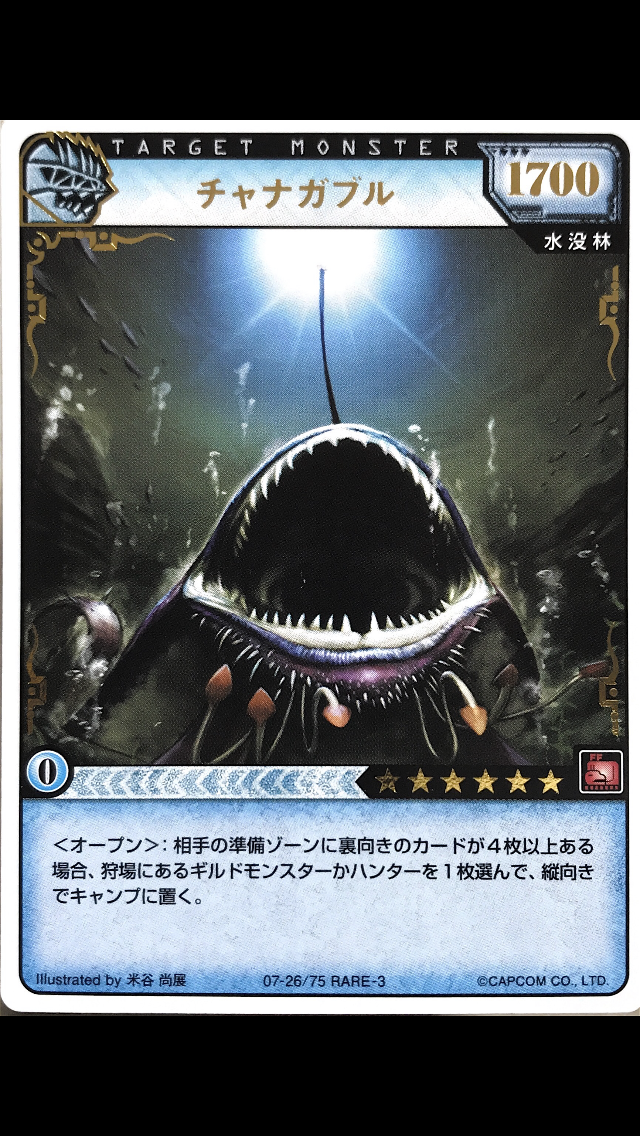 TARGET MONSTER
チャナガブル
1700
水没林
0
<オープン>：相手の準備ゾーンに裏向きのカードが４枚以上ある
場合、狩場にあるギルドモンスターかハンターを１枚選んで、縦向き
でキャンプに置く。
Illustrated by 米谷 尚展
07-26/75 RARE-3
©CAPCOM CO., LTD.